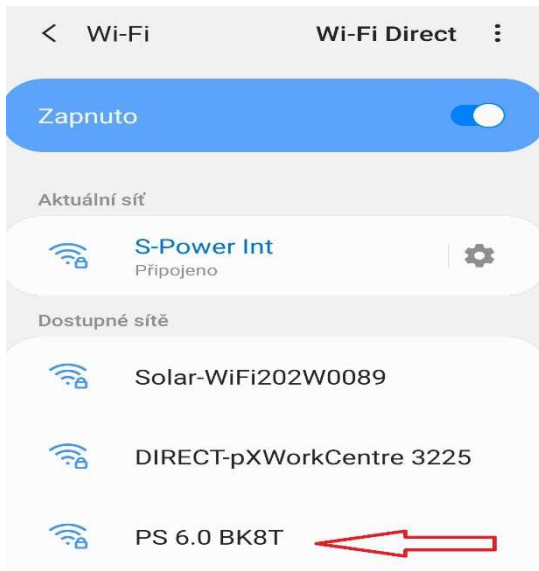 Wi-Fi Wi-Fi Direct
Zapnuto
Aktuální síť
S-Power Int
Připojeno
Dostupné sítě
Solar-WiFi202W0089
DIRECT-pXWorkCentre 3225
PS 6.0 BK8T